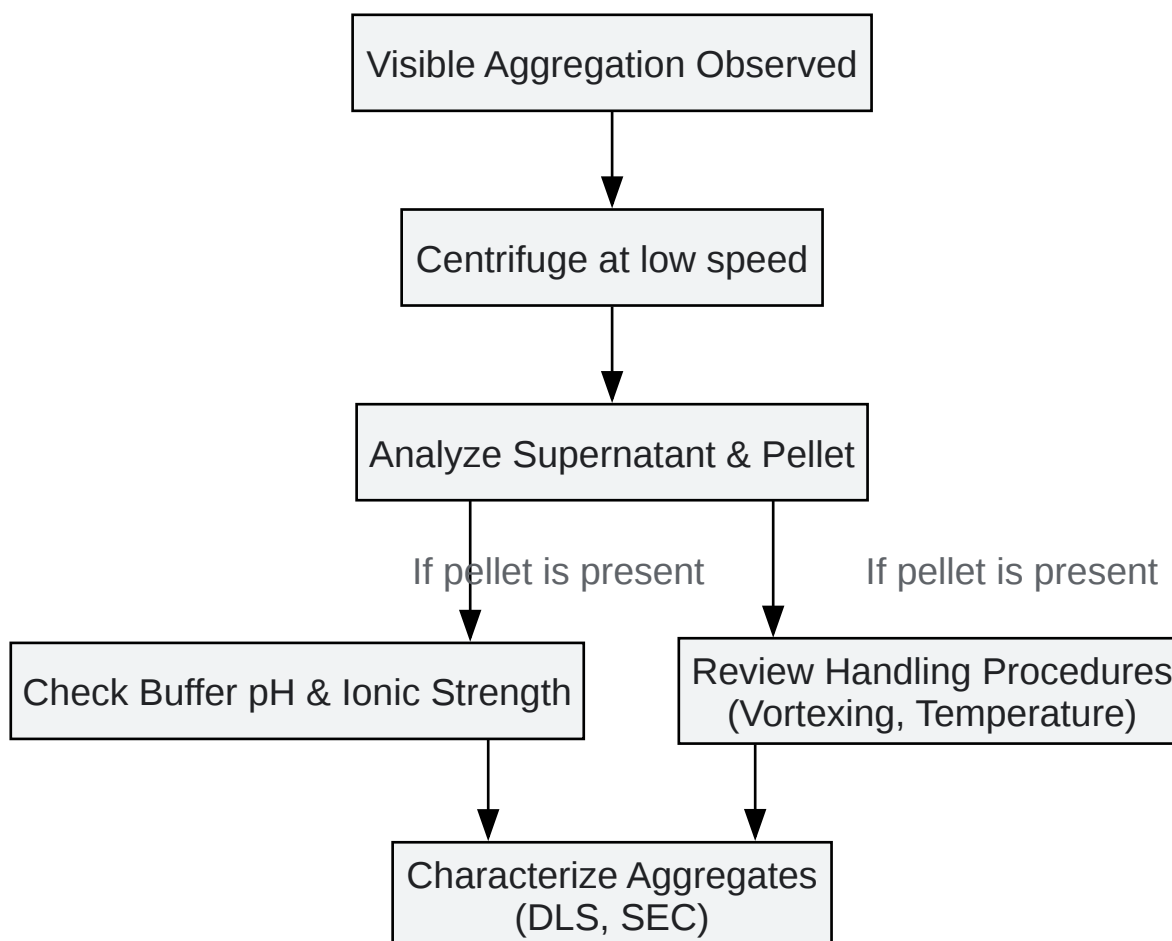 Visible Aggregation Observed
Centrifuge at low speed
Analyze Supernatant & Pellet
If pellet is present
If pellet is present
Check Buffer pH & Ionic Strength
Review Handling Procedures
(Vortexing, Temperature)
Characterize Aggregates
(DLS, SEC)